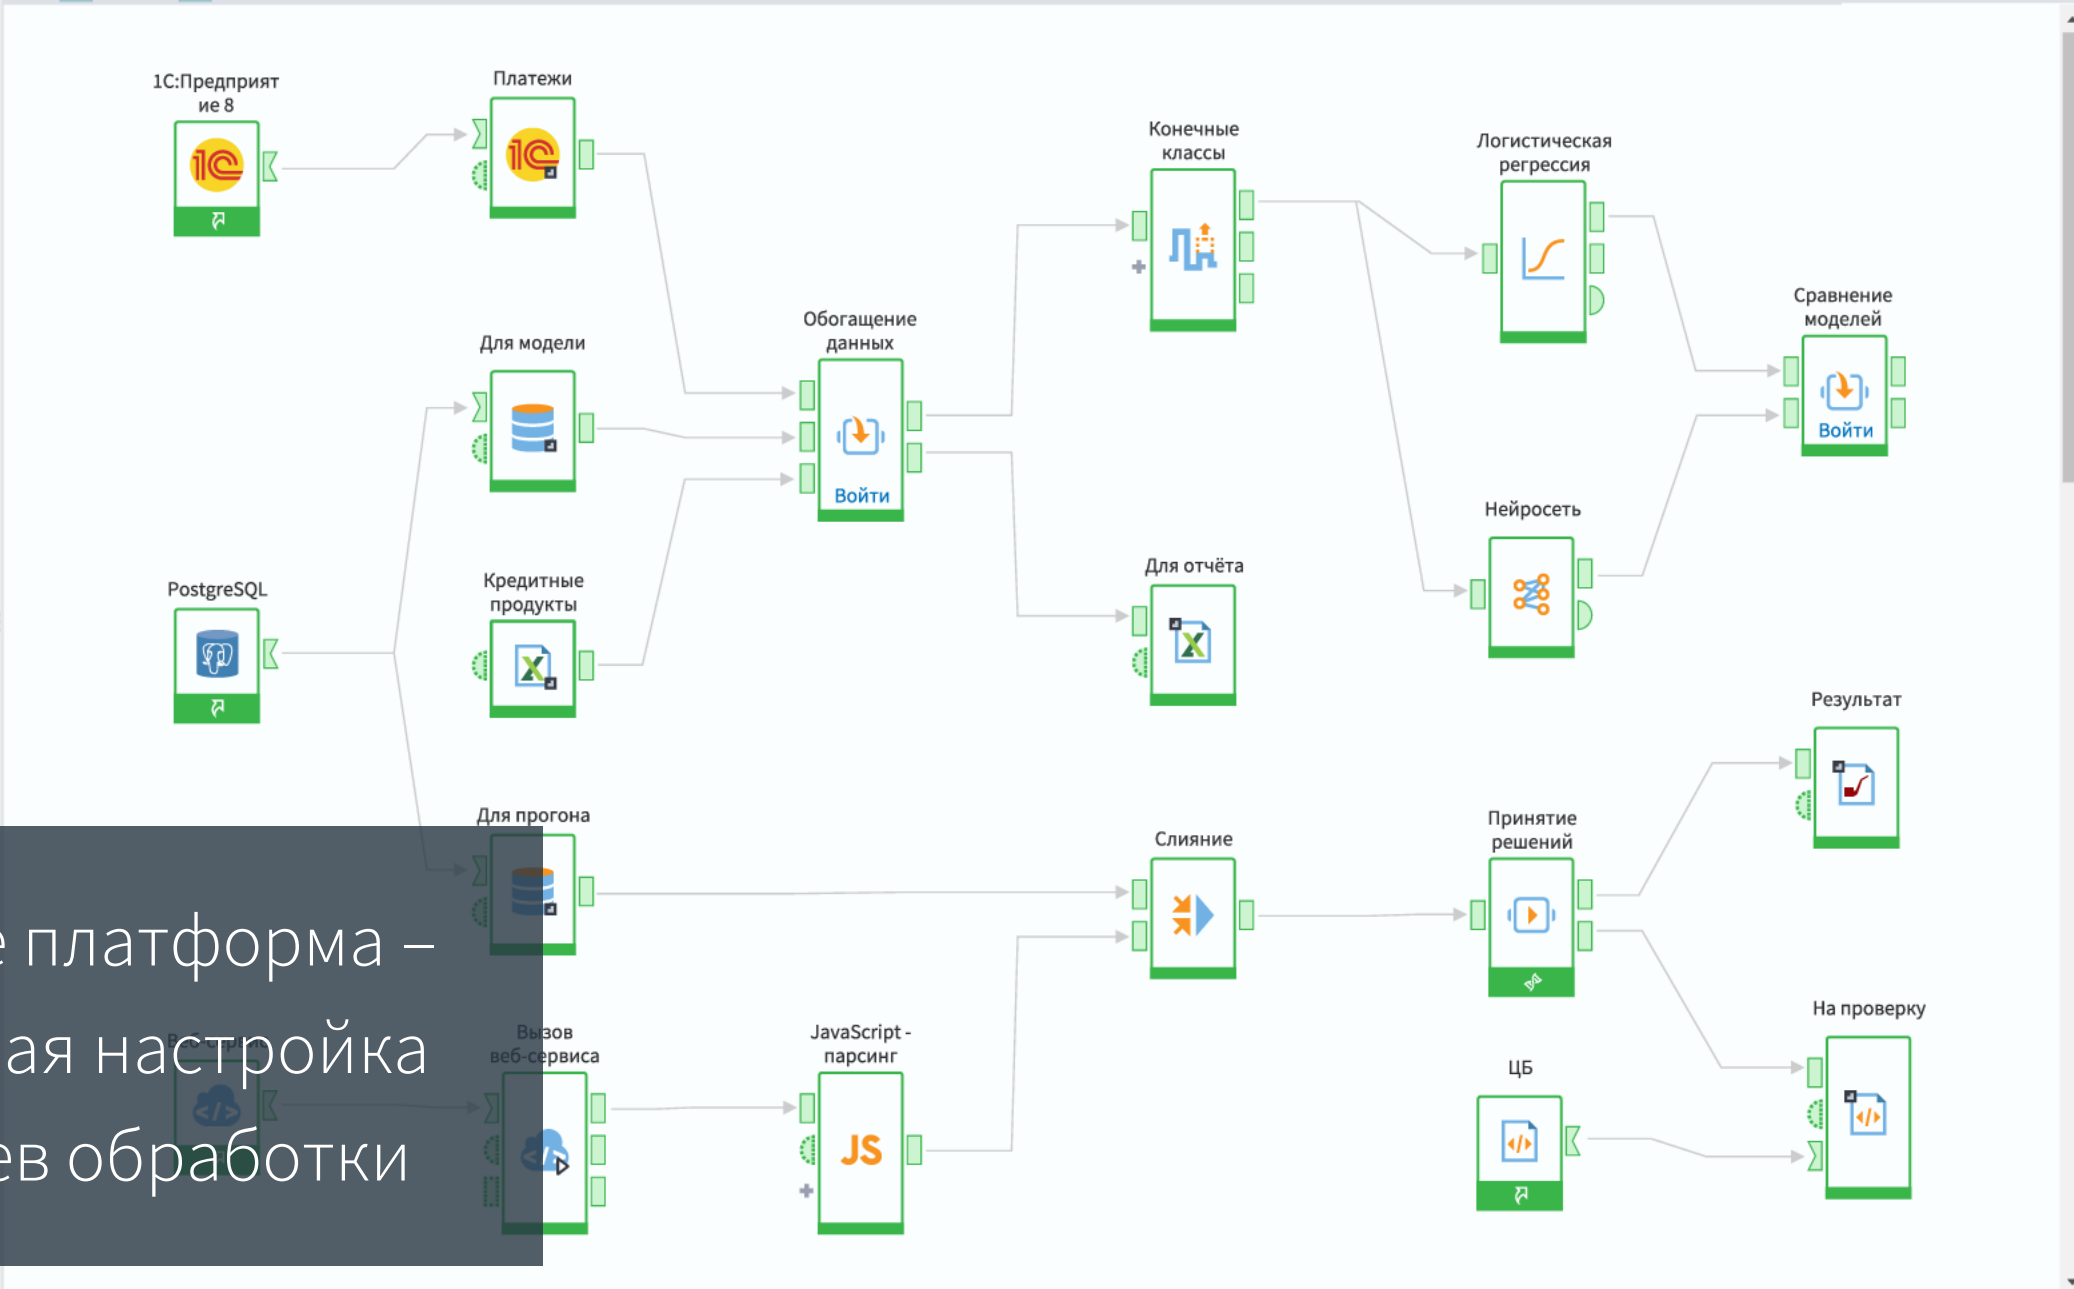 1С:Предприят
ие 8
Платежи
Конечные
классы
Логистическая
регрессия
Сравнение
моделей
Войти
Обогащение
данных
Войти
Для модели
Нейросеть
PostgreSQL
Кредитные
продукты
Для отчёта
Результат
Для прогона
Слияние
Принятие
решений
На проверку
ЦБ
Веб-сервис
Вызов
веб-сервиса
JavaScript -
парсинг
JS
платформа –
настройка
обработки